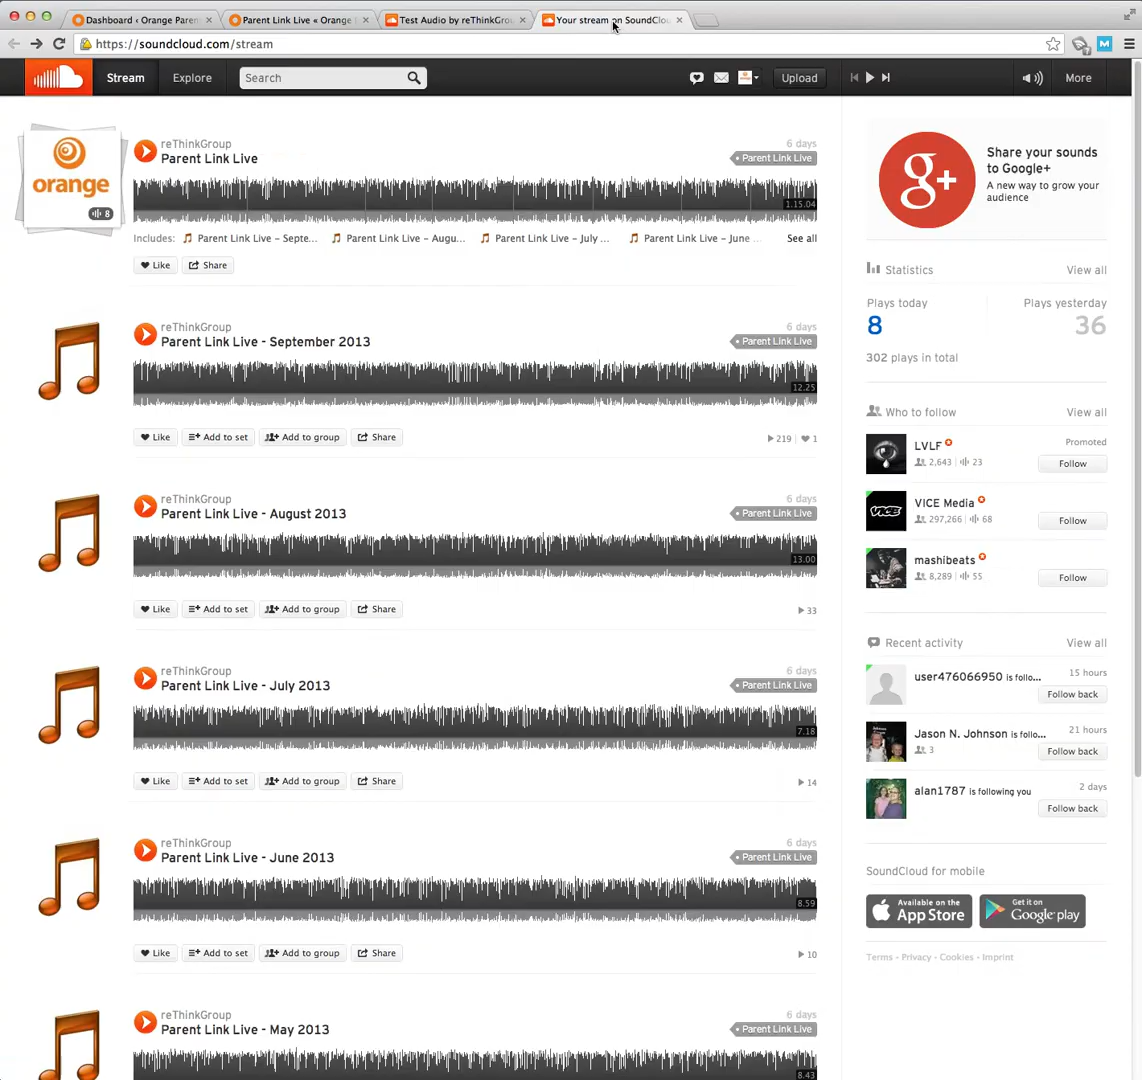 Dashboard ‹ Orange Paren
Parent Link Live « Orange
Test Audio by reThinkGrou
Your stream on SoundClou
https://soundcloud.com/stream
M
Stream
Explore
Search
Upload
More
orange
8
reThinkGroup
6 days
Parent Link Live
Parent Link Live
1.15.04
Includes: Parent Link Live – Septe... Parent Link Live – Augu... Parent Link Live – July ... Parent Link Live – June ... See all
Like Share
reThinkGroup
6 days
Parent Link Live - September 2013
Parent Link Live
12.25
Like Add to set Add to group Share
219 1
reThinkGroup
6 days
Parent Link Live - August 2013
Parent Link Live
13.00
Like Add to set Add to group Share
33
reThinkGroup
6 days
Parent Link Live - July 2013
Parent Link Live
7.18
Like Add to set Add to group Share
14
reThinkGroup
6 days
Parent Link Live - June 2013
Parent Link Live
8.59
Like Add to set Add to group Share
10
reThinkGroup
6 days
Parent Link Live - May 2013
Parent Link Live
8.43
g+
Share your sounds
to Google+
A new way to grow your
audience
Statistics
View all
Plays today
Plays yesterday
8
36
302 plays in total
Who to follow
View all
LVLF
Promoted
2,643 23
Follow
VICE
VICE Media
297,266 68
Follow
mashibeats
8,289 55
Follow
Recent activity
View all
user476066950 is follo...
15 hours
Follow back
Jason N. Johnson is follo...
21 hours
3
Follow back
alan1787 is following you
2 days
Follow back
SoundCloud for mobile
Available on the
App Store
Get it on
Google play
Terms - Privacy - Cookies - Imprint